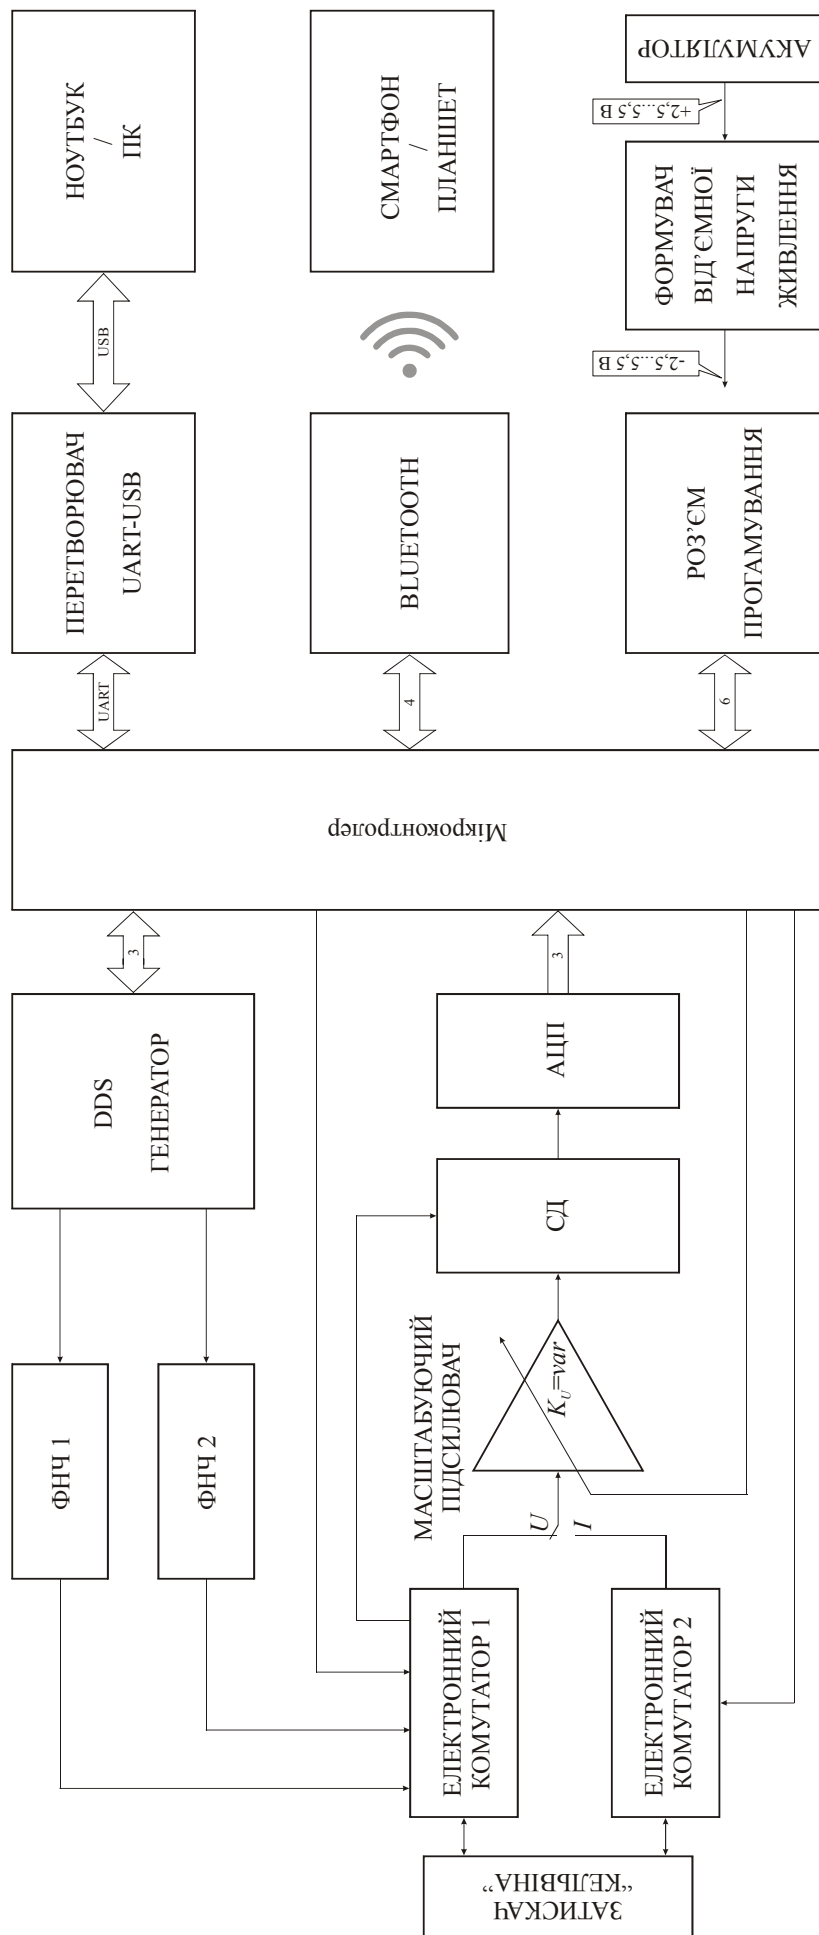 НОУТБУК
/
ПК
USB
ПЕРЕТВОРЮВАЧ
UART-USB
UART
СМАРТФОН
/
ПЛАНШЕТ
BLUETOOTH
4
АКУМУЛЯТОР
+2,5...5,5 В
ФОРМУВАЧ
ВІД’ЄМНОЇ
НАПРУГИ
ЖИВЛЕННЯ
-2,5...5,5 В
РОЗ’ЄМ
ПРОГАМУВАННЯ
6
Мікроконтролер
3
DDS
ГЕНЕРАТОР
3
АЦП
СД
МАСШТАБУЮЧИЙ
ПІДСИЛЮВАЧ
K_U=var
ФНЧ 1
ФНЧ 2
U
I
ЕЛЕКТРОННИЙ
КОМУТАТОР 1
ЕЛЕКТРОННИЙ
КОМУТАТОР 2
ЗАТИСКАЧ
“КЕЛЬВІНА”